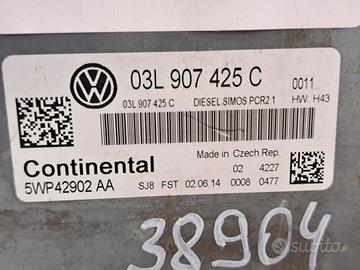 03L 907 425 C
0011
03L 907 425 C DIESEL SIMOS PCR2.1 HW: H43
Continental
Made in Czech Rep.
02 4227
5WP42902 AA SJ8 FST 02.06.14 0008 0477
38904
subito